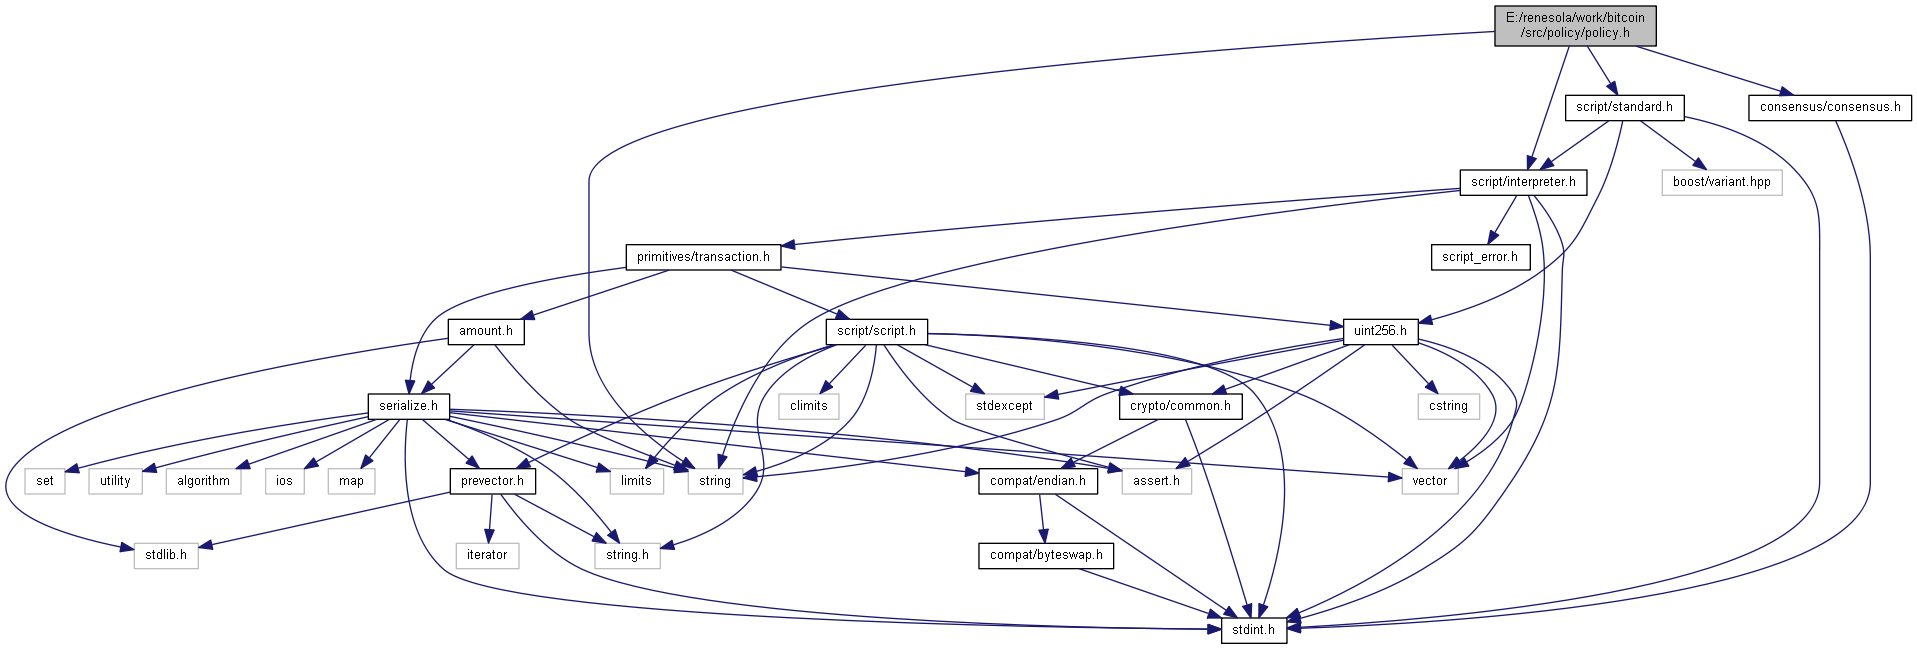 E:/renesola/work/bitcoin
/src/policy/policy.h
script/standard.h
consensus/consensus.h
script/interpreter.h
boost/variant.hpp
primitives/transaction.h
script_error.h
amount.h
script/script.h
uint256.h
serialize.h
climits
stdexcept
crypto/common.h
cstring
set
utility
algorithm
ios
map
prevector.h
limits
string
compat/endian.h
assert.h
vector
stdlib.h
iterator
string.h
compat/byteswap.h
stdint.h